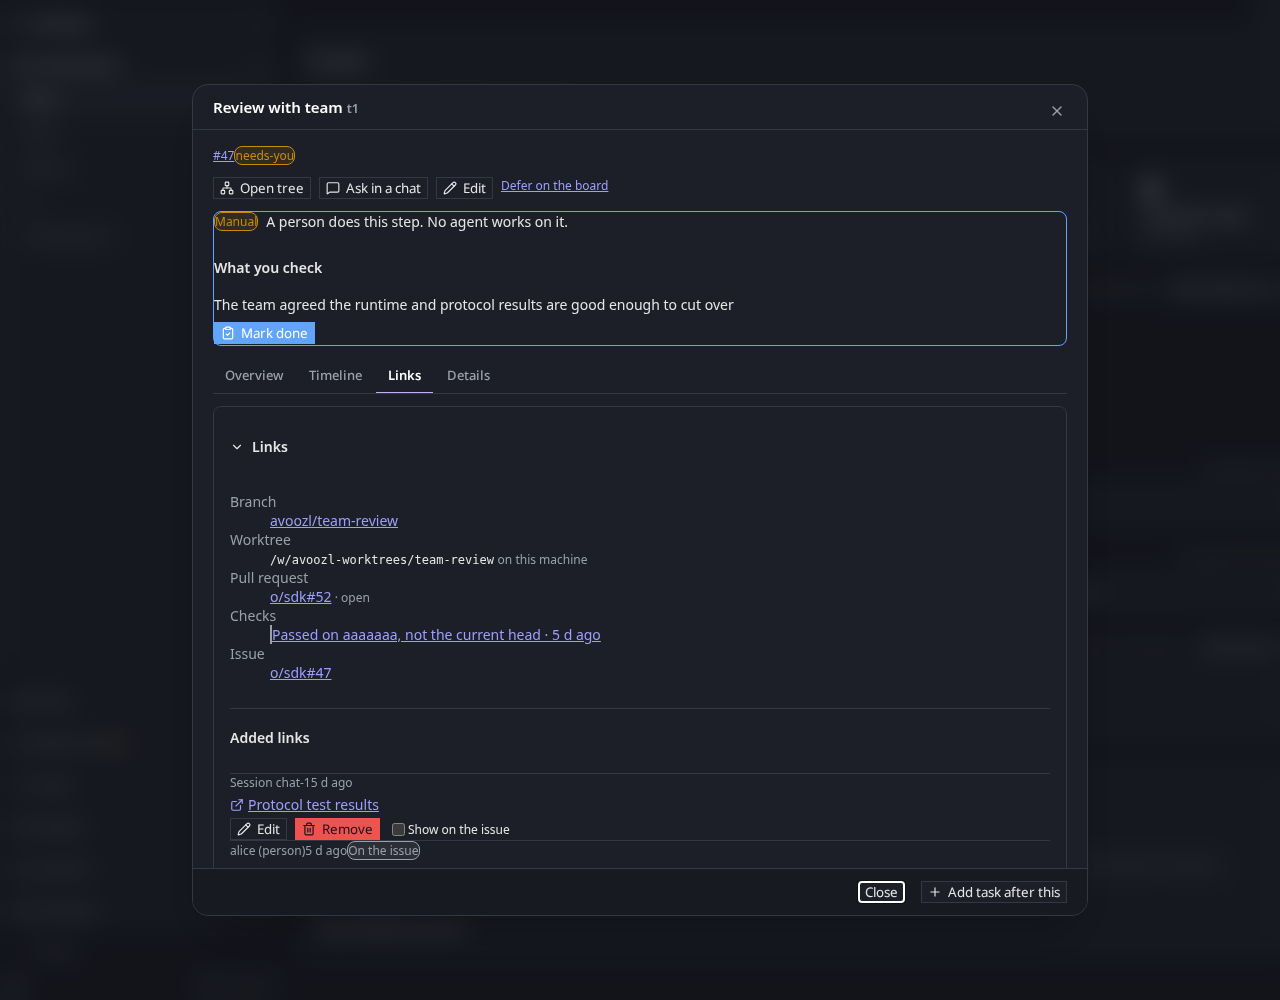 Review with team t1
#47 needs-you
Open tree Ask in a chat Edit Defer on the board
Manual A person does this step. No agent works on it.
What you check
The team agreed the runtime and protocol results are good enough to cut over
Mark done
Overview Timeline Links Details
Links
Branch
avoozl/team-review
Worktree
/w/avoozl-worktrees/team-review on this machine
Pull request
o/sdk#52 · open
Checks
Passed on aaaaaaa, not the current head · 5 d ago
Issue
o/sdk#47
Added links
Session chat-15 d ago
Protocol test results
Edit Remove Show on the issue
alice (person)5 d ago On the issue
Close Add task after this